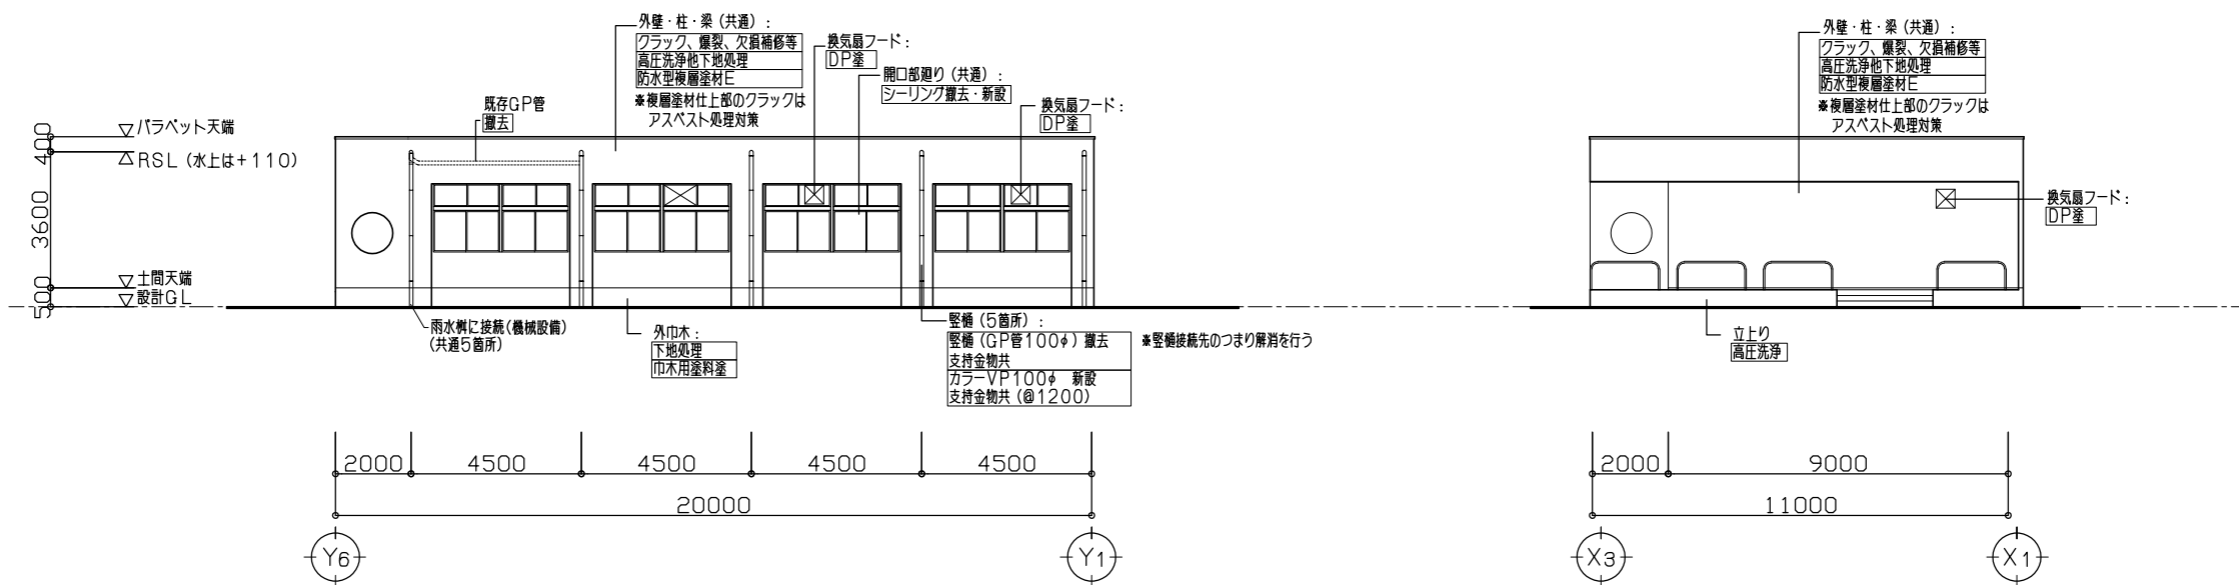 外壁・柱・梁（共通）：
クラック、爆裂、欠損補修等
高圧洗浄他下地処理
防水型複層塗材E
※複層塗材仕上部のクラックは
アスベスト処理対策
換気扇フード：
DP塗
開口部廻り（共通）：
シーリング撤去・新設
換気扇フード：
DP塗
既存GP管
撤去
▽パラペット天端
△RSL（水上は+110）
▽土間天端
▽設計GL
400
3600
500
雨水桝に接続（機械設備）
（共通5箇所）
外巾木：
下地処理
巾木用塗料塗
竪樋（5箇所）：
竪樋（GP管100φ）撤去
支持金物共
カラーVP100φ　新設
支持金物共（@1200）
※竪樋接続先のつまり解消を行う
2000
4500
4500
4500
4500
20000
Y6
Y1
外壁・柱・梁（共通）：
クラック、爆裂、欠損補修等
高圧洗浄他下地処理
防水型複層塗材E
※複層塗材仕上部のクラックは
アスベスト処理対策
換気扇フード：
DP塗
立上り
高圧洗浄
2000
9000
11000
X3
X1